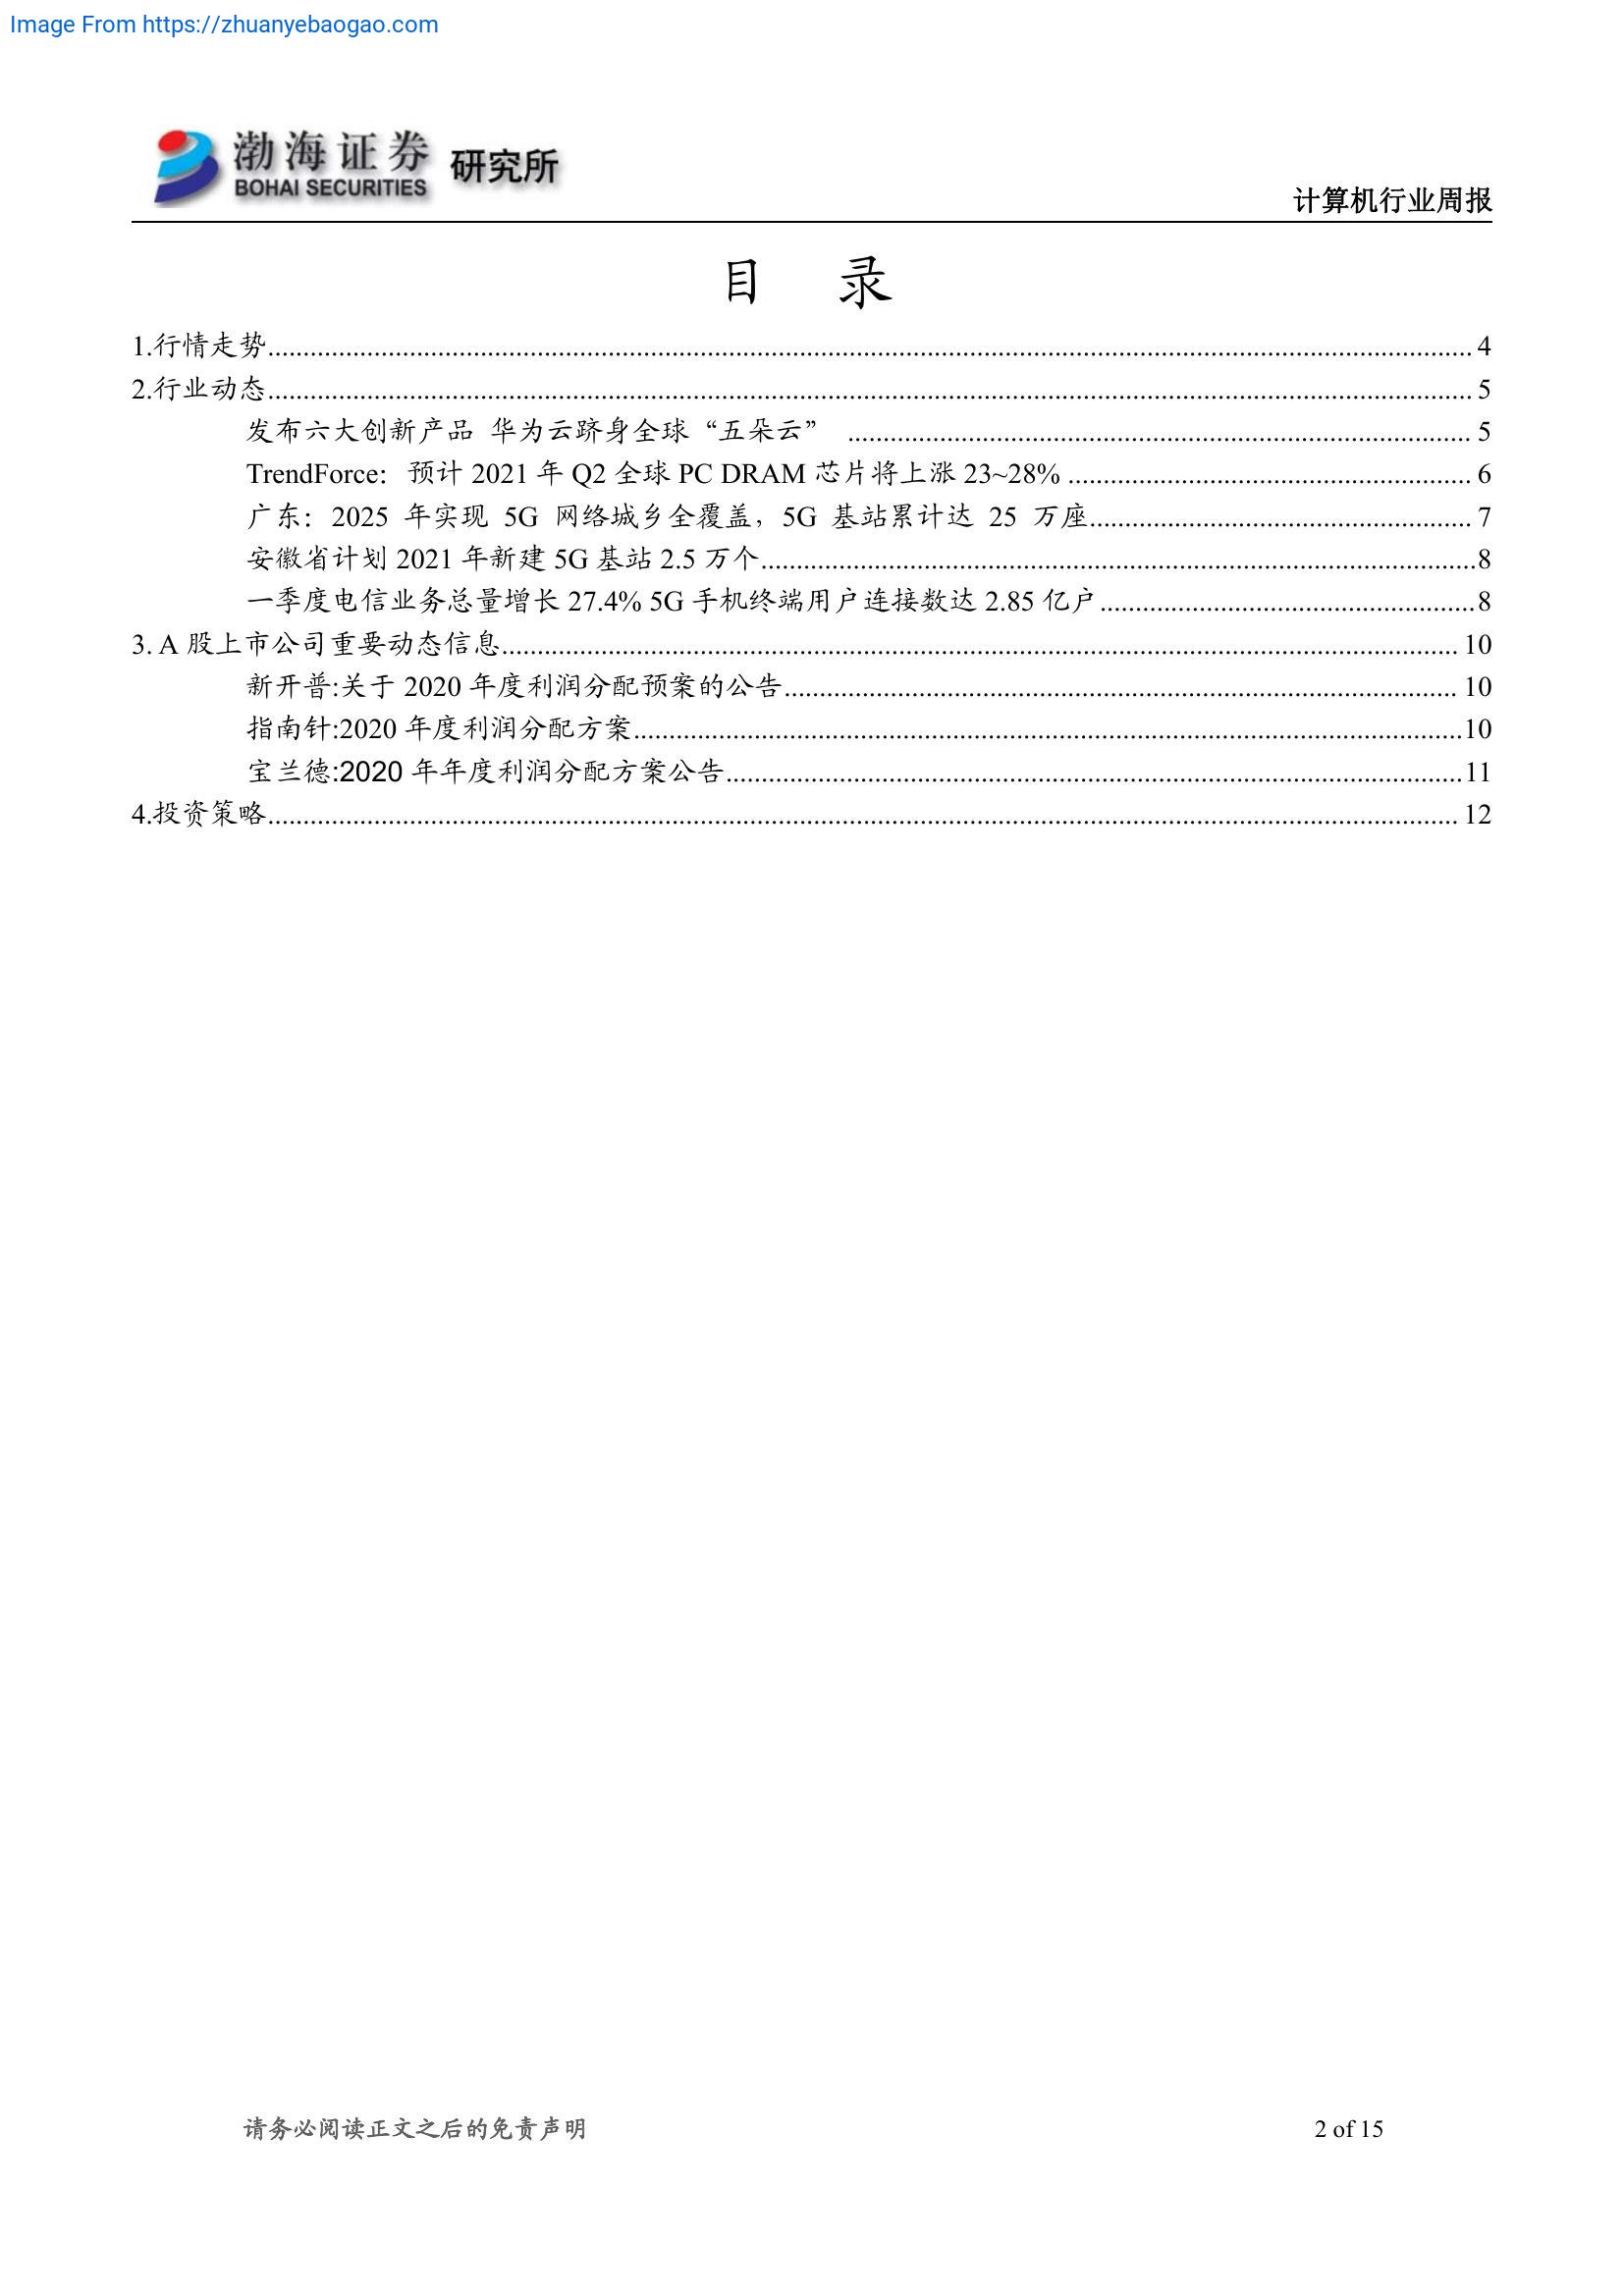 Image From https://zhuanyebaogao.com
渤海证券 研究所
BOHAI SECURITIES
计算机行业周报
目 录
1.行情走势 4
2.行业动态 5
发布六大创新产品 华为云跻身全球“五朵云” 5
TrendForce：预计 2021 年 Q2 全球 PC DRAM 芯片将上涨 23~28% 6
广东：2025 年实现 5G 网络城乡全覆盖，5G 基站累计达 25 万座 7
安徽省计划 2021 年新建 5G 基站 2.5 万个 8
一季度电信业务总量增长 27.4% 5G 手机终端用户连接数达 2.85 亿户 8
3. A 股上市公司重要动态信息 10
新开普:关于 2020 年度利润分配预案的公告 10
指南针:2020 年度利润分配方案 10
宝兰德:2020 年年度利润分配方案公告 11
4.投资策略 12
请务必阅读正文之后的免责声明 2 of 15